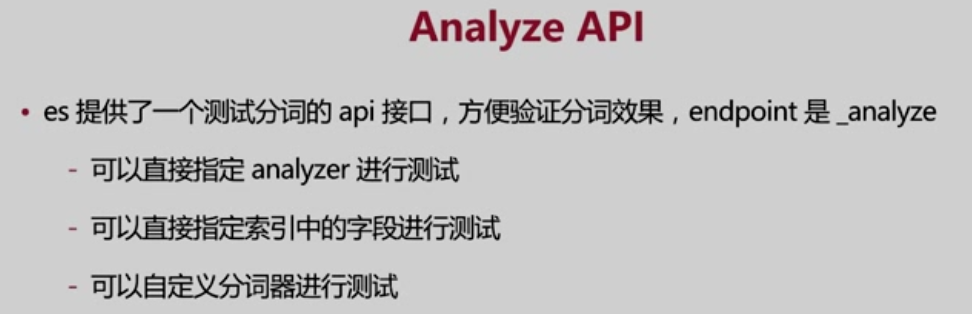 Analyze API
• es 提供了一个测试分词的 api 接口，方便验证分词效果，endpoint 是 _analyze
- 可以直接指定 analyzer 进行测试
- 可以直接指定索引中的字段进行测试
- 可以自定义分词器进行测试